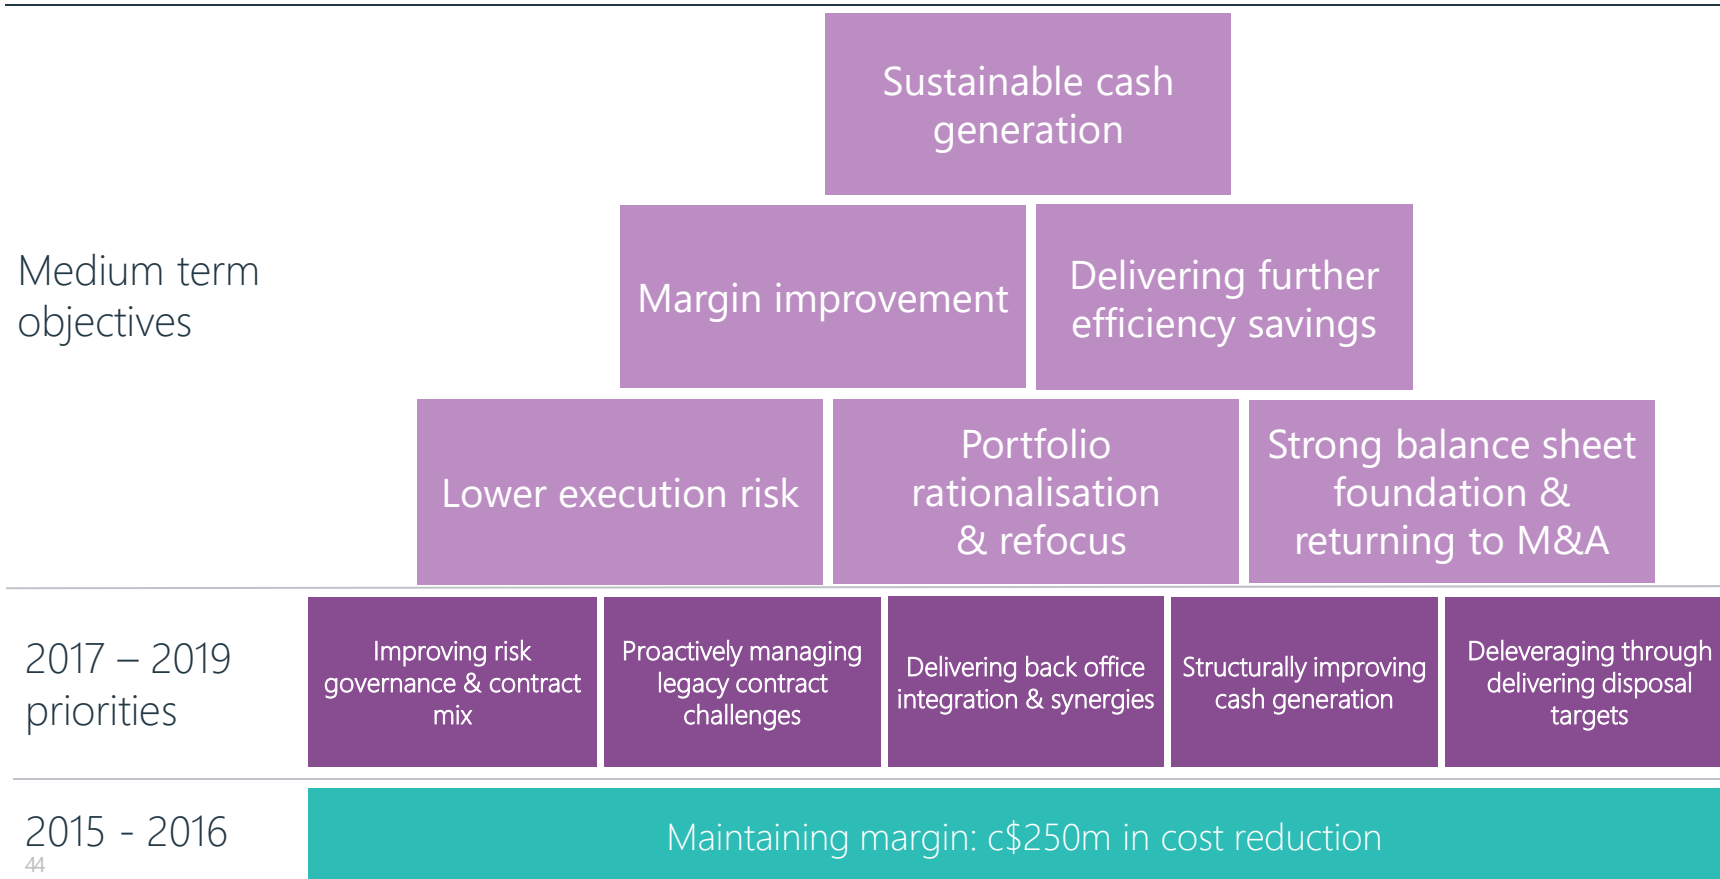 Sustainable cash
generation
Medium term
objectives
Margin improvement
Delivering further
efficiency savings
Lower execution risk
Portfolio
rationalisation
& refocus
Strong balance sheet
foundation &
returning to M&A
2017 – 2019
priorities
Improving risk
governance & contract
mix
Proactively managing
legacy contract
challenges
Delivering back office
integration & synergies
Structurally improving
cash generation
Deleveraging through
delivering disposal
targets
2015 - 2016
Maintaining margin: c$250m in cost reduction
44